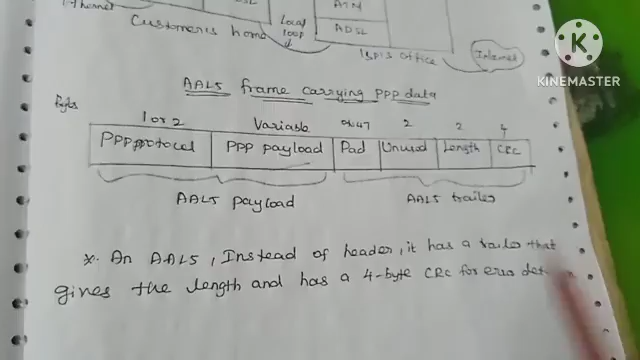 Ethernet
Customer's home
local
loop
ATM
ADSL
ISP's office
Internet
KINEMASTER
AAL5 frame carrying PPP data
Bytes
1 or 2 Variable 0to47 2 2 4
PPP protocol PPP payload Pad Unused Length CRC
AAL5 payload AAL5 trailer
*. An AAL5, Instead of header, it has a trailer that
gives the length and has a 4-byte CRC for error